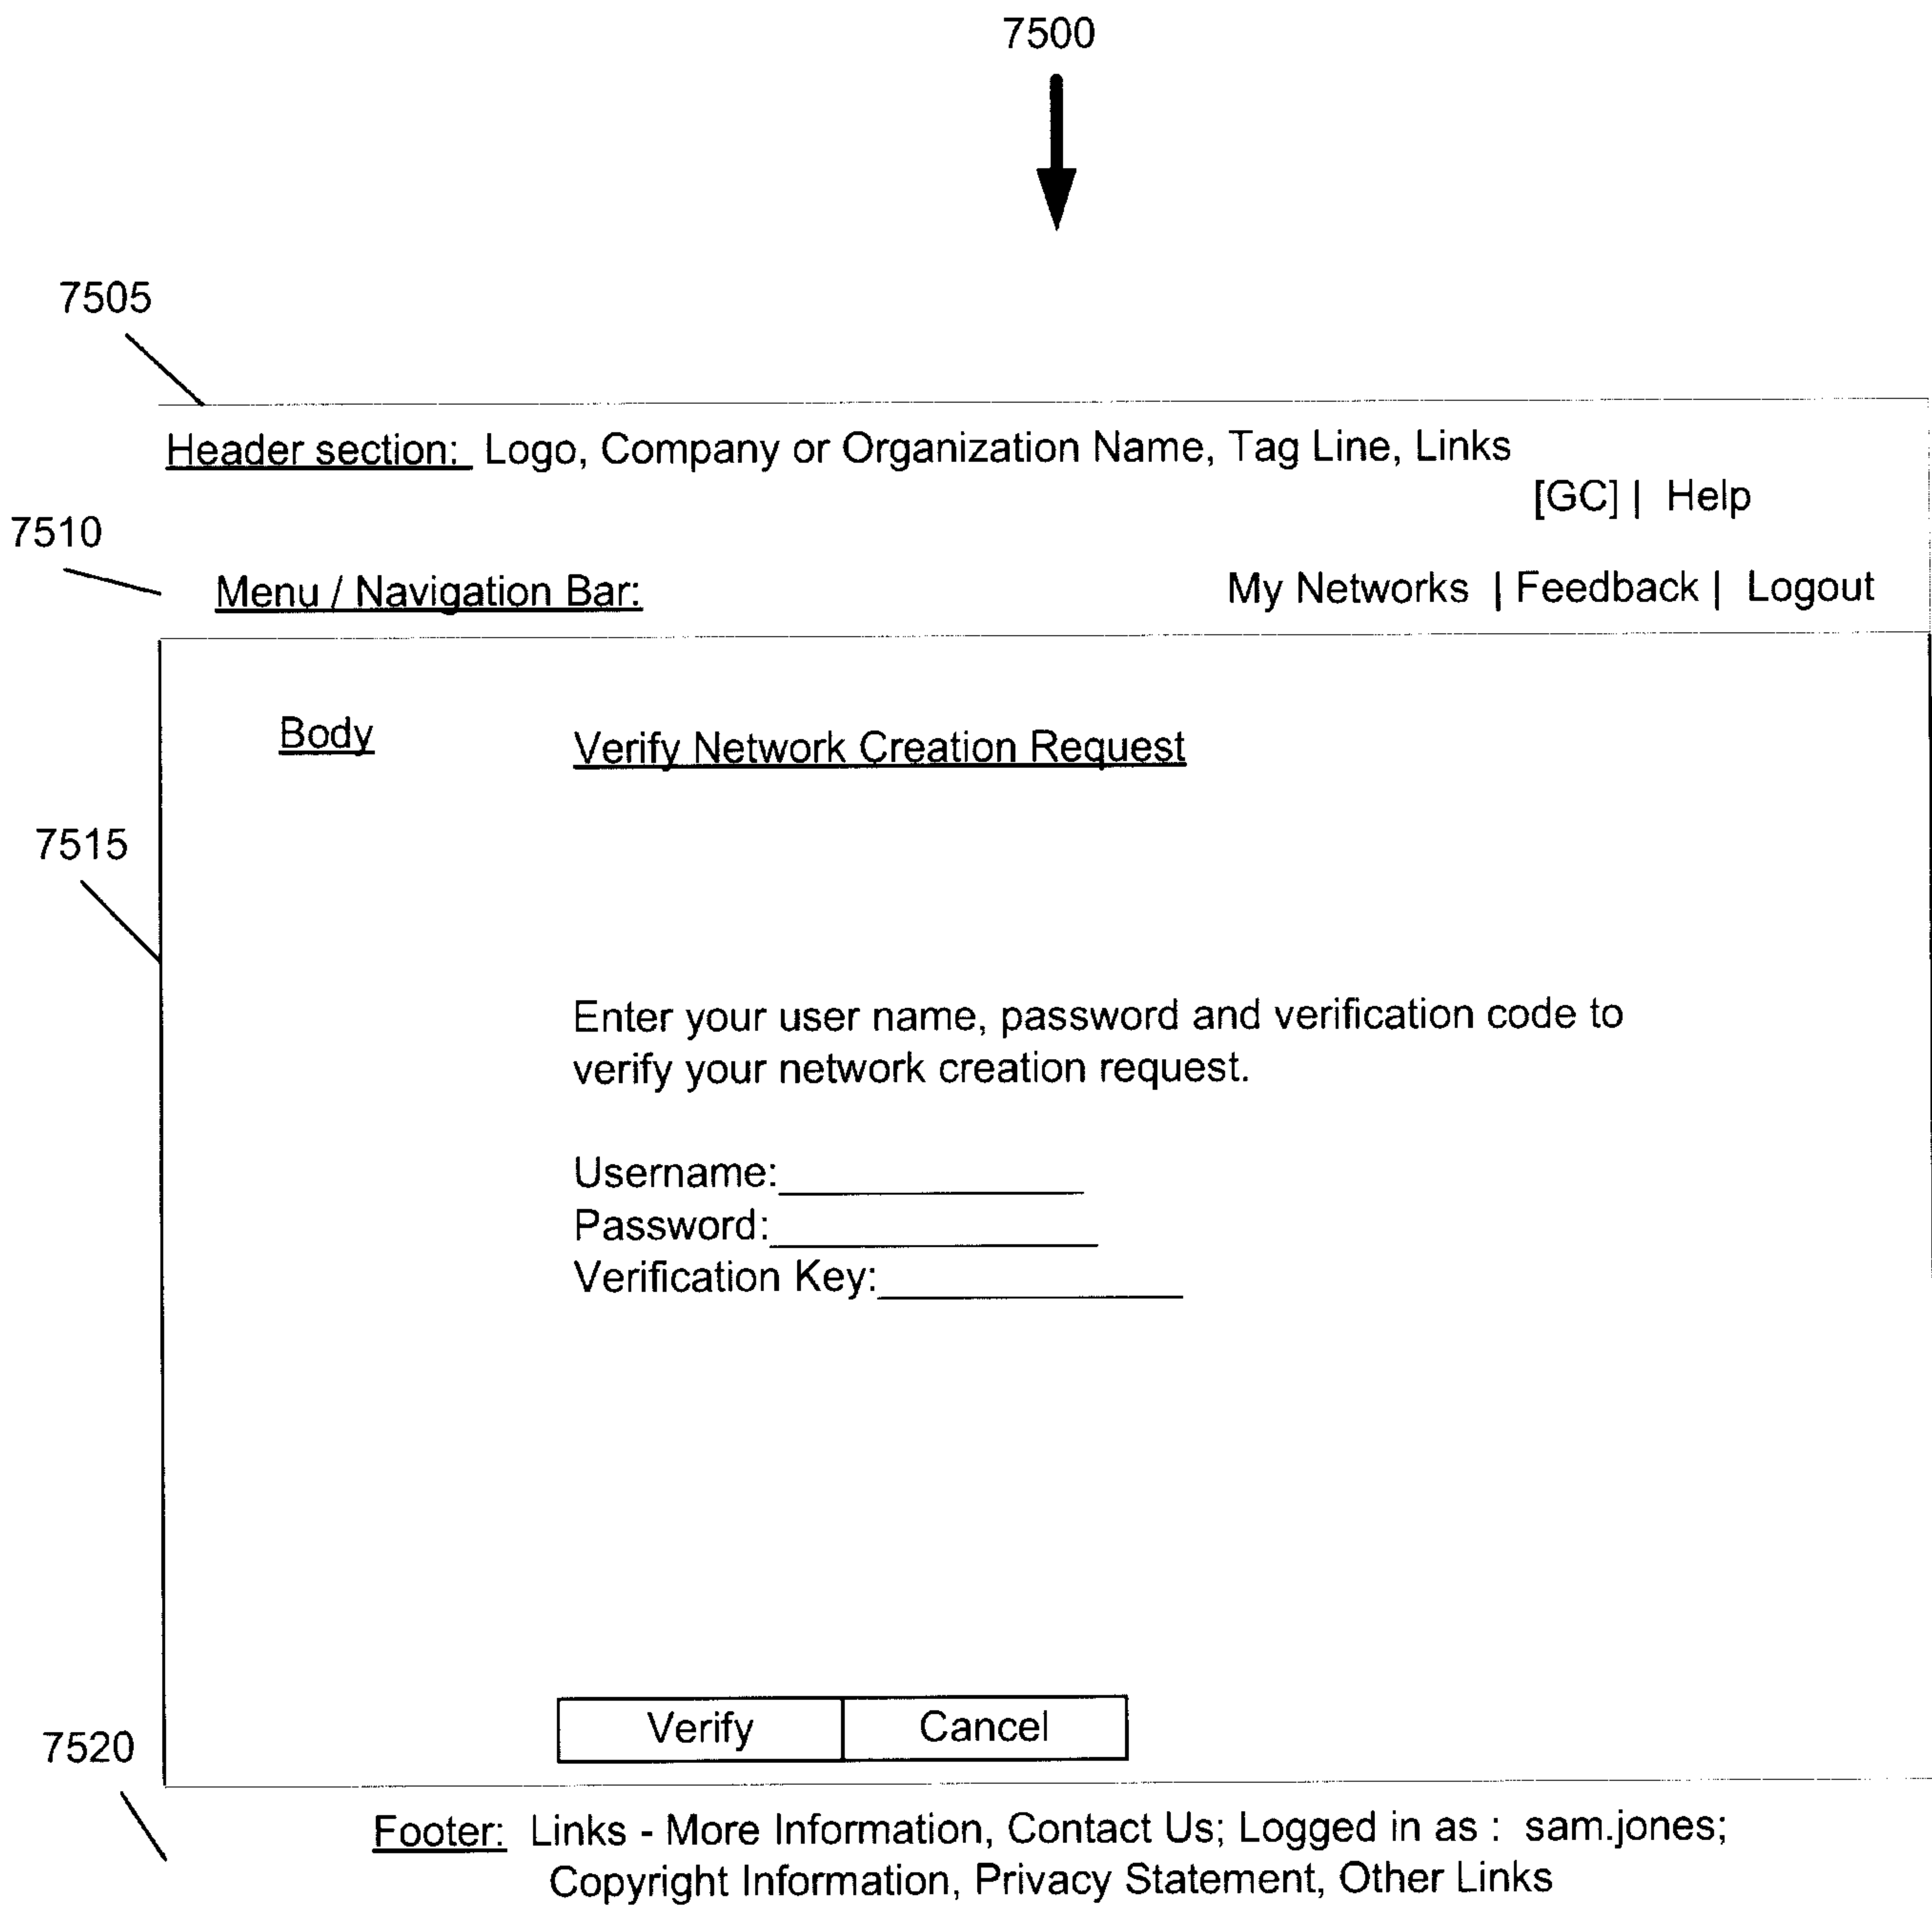 7500
7505
Header section: Logo, Company or Organization Name, Tag Line, Links
[GC] | Help
7510
Menu / Navigation Bar: My Networks | Feedback | Logout
Body
Verify Network Creation Request
7515
Enter your user name, password and verification code to
verify your network creation request.
Username:
Password:
Verification Key:
Verify Cancel
7520
Footer: Links - More Information, Contact Us; Logged in as : sam.jones;
Copyright Information, Privacy Statement, Other Links